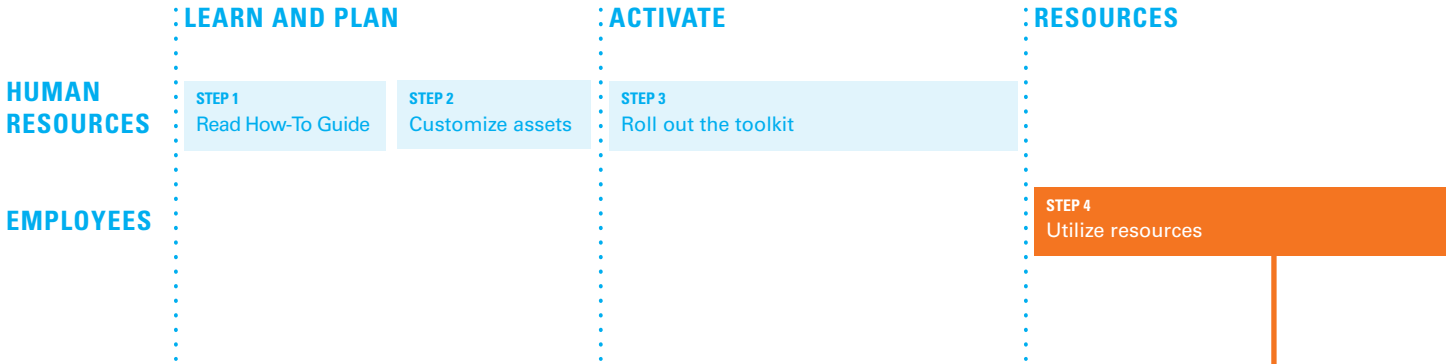 LEARN AND PLAN
ACTIVATE
RESOURCES
HUMAN
RESOURCES
STEP 1
Read How-To Guide
STEP 2
Customize assets
STEP 3
Roll out the toolkit
EMPLOYEES
STEP 4
Utilize resources